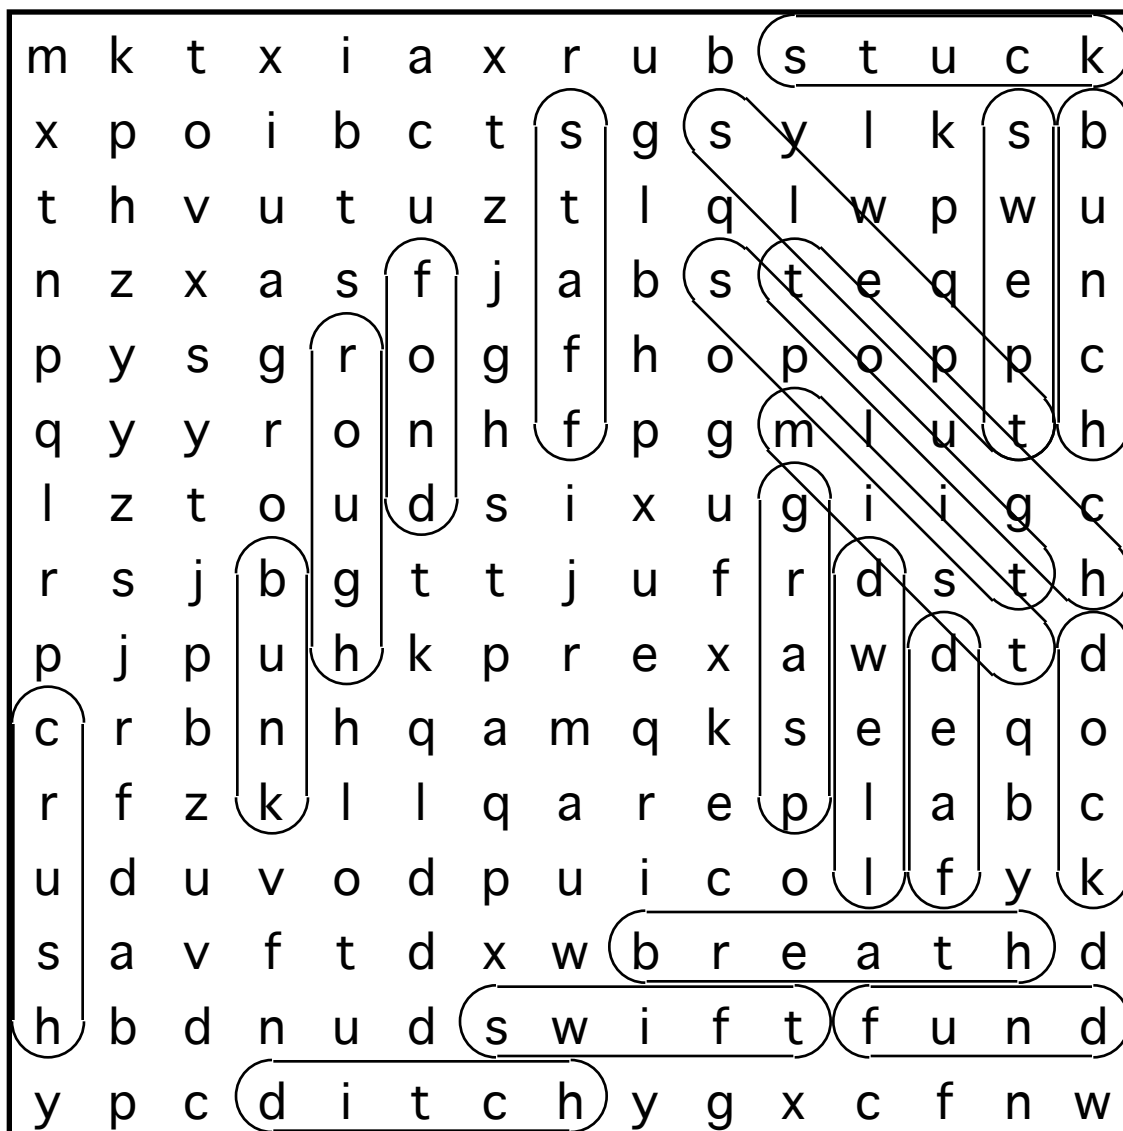 m k t x i a x r u b s t u c k
x p o i b c t s g s y l k s b
t h v u t u z t l q l w p w u
n z x a s f j a b s t e q e n
p y s g r o g f h o p o p p c
q y y r o n h f p g m l u t h
l z t o u d s i x u g i i g c
r s j b g t t j u f r d s t h
p j p u h k p r e x a w d t d
c r b n h q a m q k s e e q o
r f z k l l q a r e p l a b c
u d u v o d p u i c o l f y k
s a v f t d x w b r e a t h d
h b d n u d s w i f t f u n d
y p c d i t c h y g x c f n w